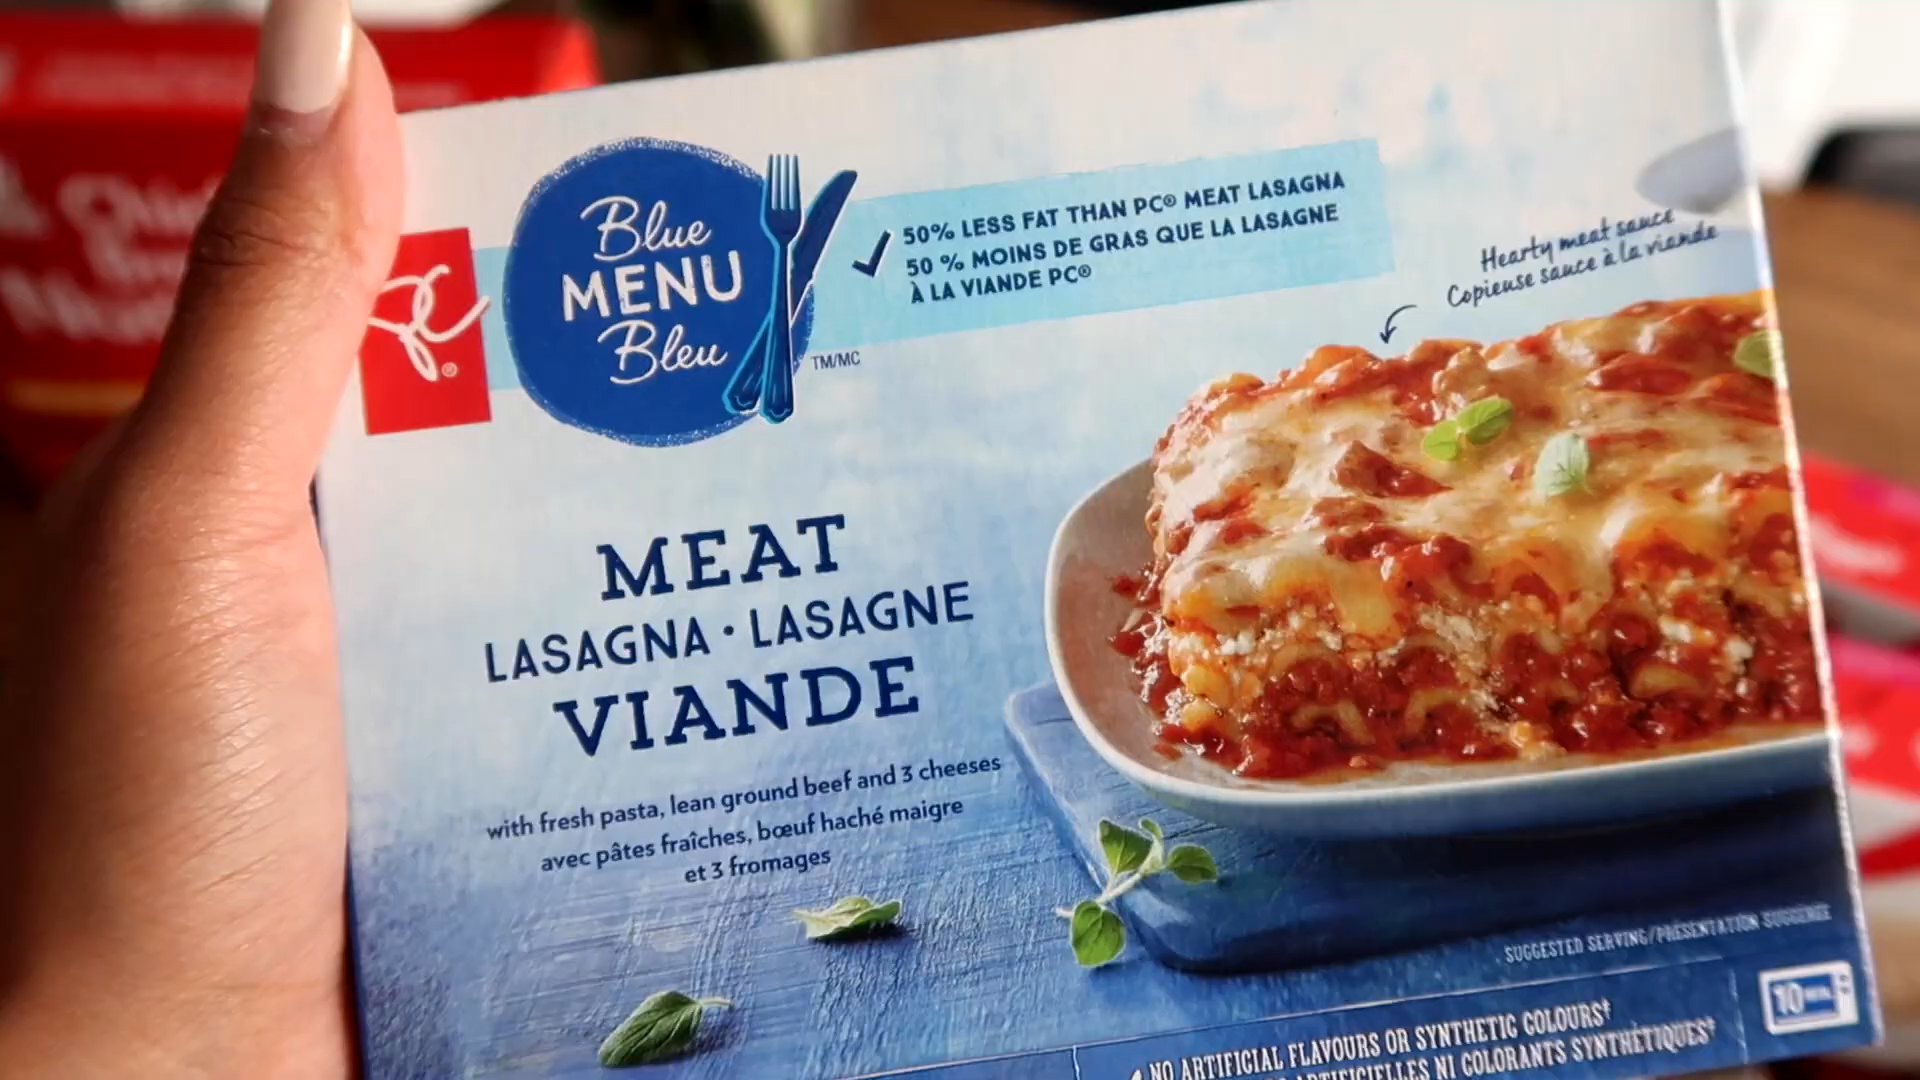 Blue
MENU
Bleu
TM/MC
pc®
50% LESS FAT THAN PC® MEAT LASAGNA
50 % MOINS DE GRAS QUE LA LASAGNE
À LA VIANDE PC®
Hearty meat sauce
Copieuse sauce à la viande
MEAT
LASAGNA • LASAGNE
VIANDE
with fresh pasta, lean ground beef and 3 cheeses
avec pâtes fraîches, bœuf haché maigre
et 3 fromages
SUGGESTED SERVING/PRÉSENTATION SUGGÉRÉE
10
NO ARTIFICIAL FLAVOURS OR SYNTHETIC COLOURS†
ARTIFICIELLES NI COLORANTS SYNTHÉTIQUES†